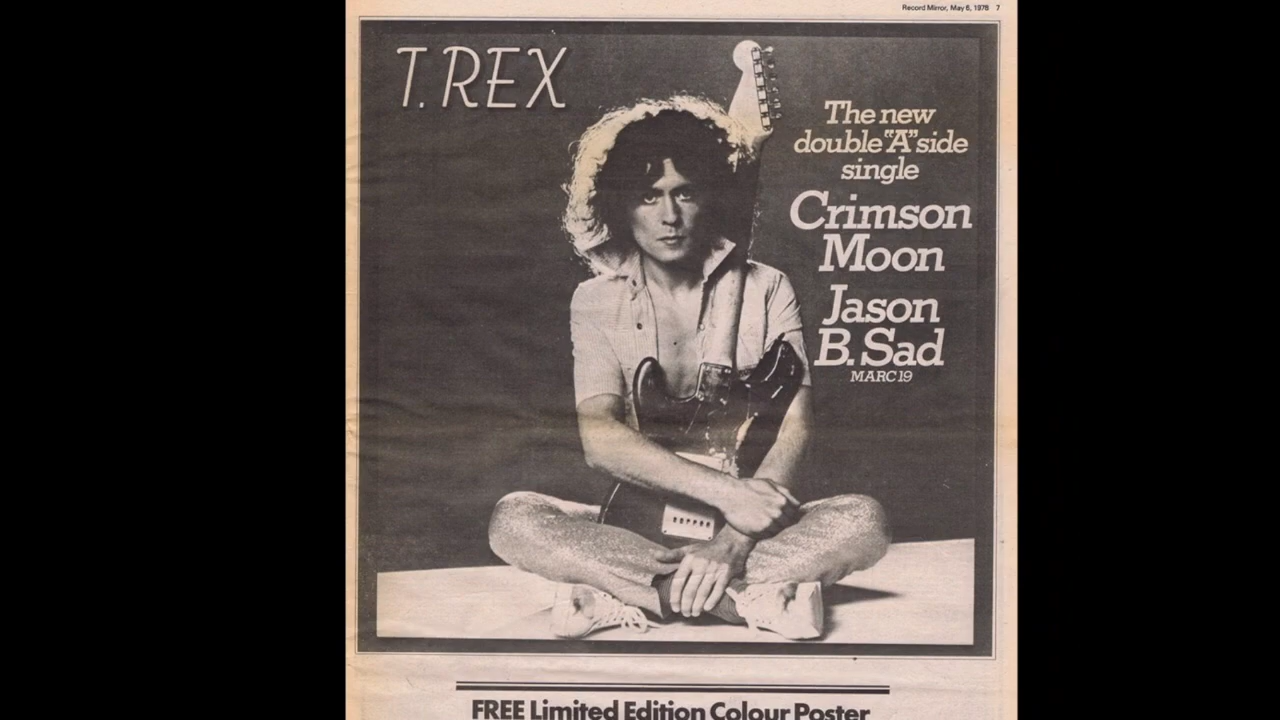 Record Mirror, May 6, 1978 7
T. REX
The new
double "A" side
single
Crimson
Moon
Jason
B. Sad
MARC 19
FREE Limited Edition Colour Poster